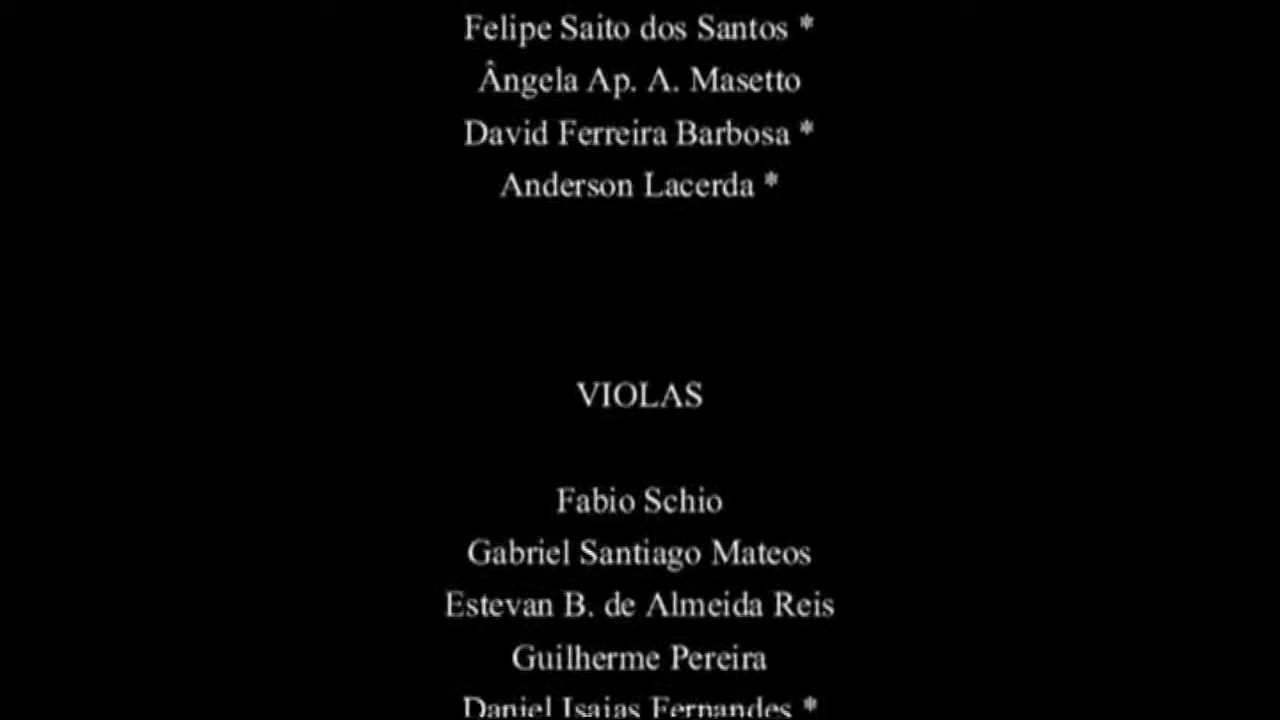 Felipe Saito dos Santos *
Ângela Ap. A. Masetto
David Ferreira Barbosa *
Anderson Lacerda *
VIOLAS
Fabio Schio
Gabriel Santiago Mateos
Estevan B. de Almeida Reis
Guilherme Pereira
Daniel Isaias Fernandes *